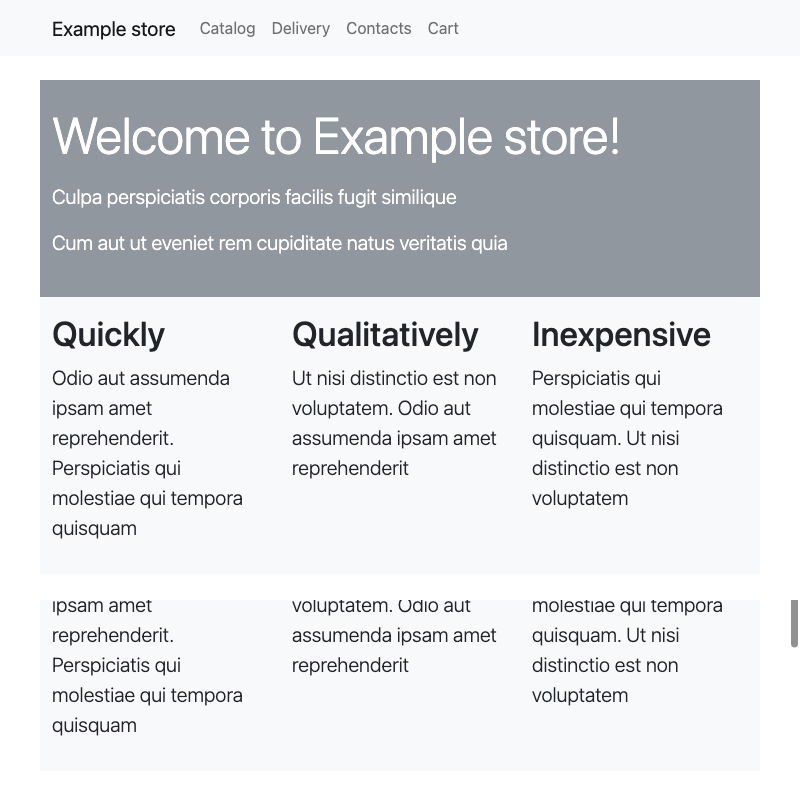 Example store Catalog Delivery Contacts Cart
Welcome to Example store!
Culpa perspiciatis corporis facilis fugit similique
Cum aut ut eveniet rem cupiditate natus veritatis quia
Quickly
Odio aut assumenda
ipsam amet
reprehenderit.
Perspiciatis qui
molestiae qui tempora
quisquam
Qualitatively
Ut nisi distinctio est non
voluptatem. Odio aut
assumenda ipsam amet
reprehenderit
Inexpensive
Perspiciatis qui
molestiae qui tempora
quisquam. Ut nisi
distinctio est non
voluptatem
ipsam amet
reprehenderit.
Perspiciatis qui
molestiae qui tempora
quisquam
voluptatem. Odio aut
assumenda ipsam amet
reprehenderit
molestiae qui tempora
quisquam. Ut nisi
distinctio est non
voluptatem